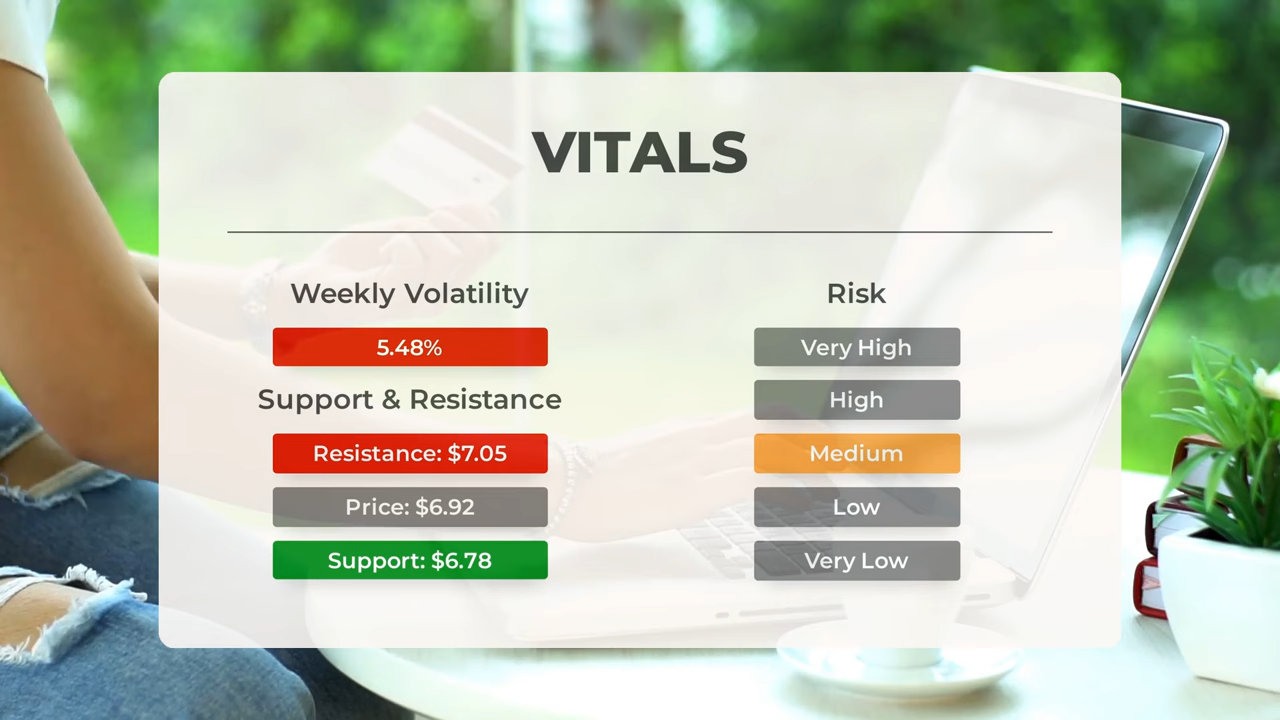 VITALS
Weekly Volatility
5.48%
Support & Resistance
Resistance: $7.05
Price: $6.92
Support: $6.78
Risk
Very High
High
Medium
Low
Very Low